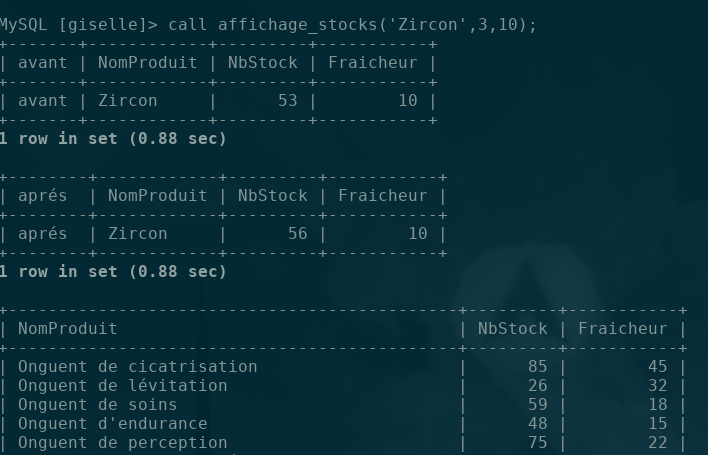 MySQL [giselle]> call affichage_stocks('Zircon',3,10);
+-------+------------+---------+-----------+
| avant | NomProduit | NbStock | Fraicheur |
+-------+------------+---------+-----------+
| avant | Zircon     |      53 |        10 |
+-------+------------+---------+-----------+
1 row in set (0.88 sec)

+--------+------------+---------+-----------+
| aprés  | NomProduit | NbStock | Fraicheur |
+--------+------------+---------+-----------+
| aprés  | Zircon     |      56 |        10 |
+--------+------------+---------+-----------+
1 row in set (0.88 sec)

+---------------------------------------------+---------+-----------+
| NomProduit                                  | NbStock | Fraicheur |
+---------------------------------------------+---------+-----------+
| Onguent de cicatrisation                    |      85 |        45 |
| Onguent de lévitation                       |      26 |        32 |
| Onguent de soins                            |      59 |        18 |
| Onguent d'endurance                         |      48 |        15 |
| Onguent de perception                       |      75 |        22 |